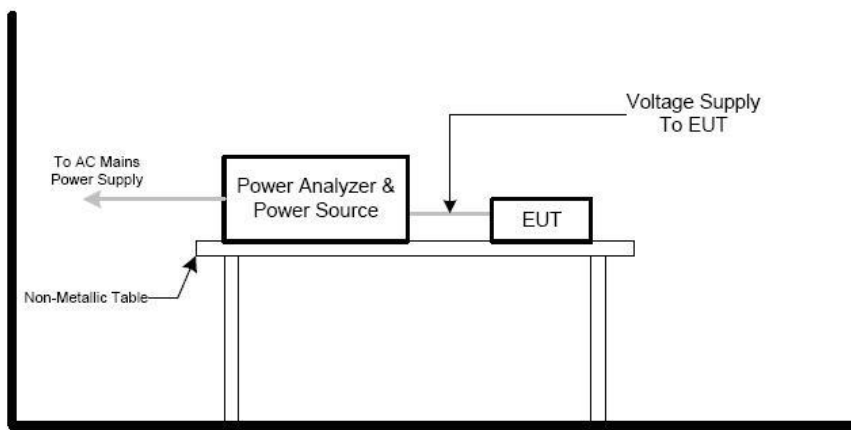 Voltage Supply
To EUT
To AC Mains
Power Supply
Power Analyzer &
Power Source
EUT
Non-Metallic Table